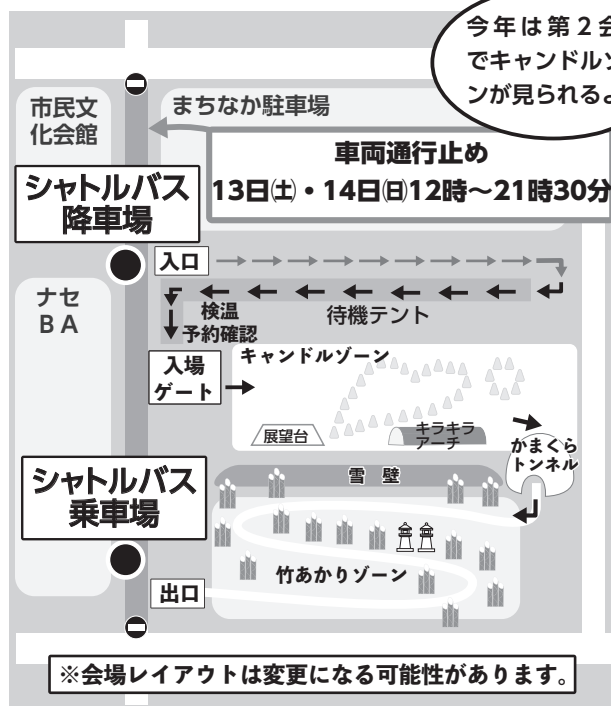 今年は第2会
でキャンドルゾ
ンが見られるよ
市民文
化会館
まちなか駐車場
車両通行止め
13日㈯・14日㈰12時～21時30分
シャトルバス
降車場
入口
ナセ
BA
検温
予約確認
待機テント
入場
ゲート
キャンドルゾーン
展望台
キラキラ
アーチ
かまくら
トンネル
シャトルバス
乗車場
雪壁
竹あかりゾーン
出口
※会場レイアウトは変更になる可能性があります。